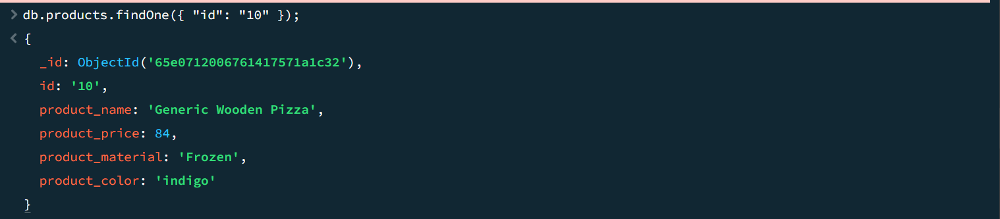 > db.products.findOne({ "id": "10" });
< {
_id: ObjectId('65e0712006761417571a1c32'),
id: '10',
product_name: 'Generic Wooden Pizza',
product_price: 84,
product_material: 'Frozen',
product_color: 'indigo'
}